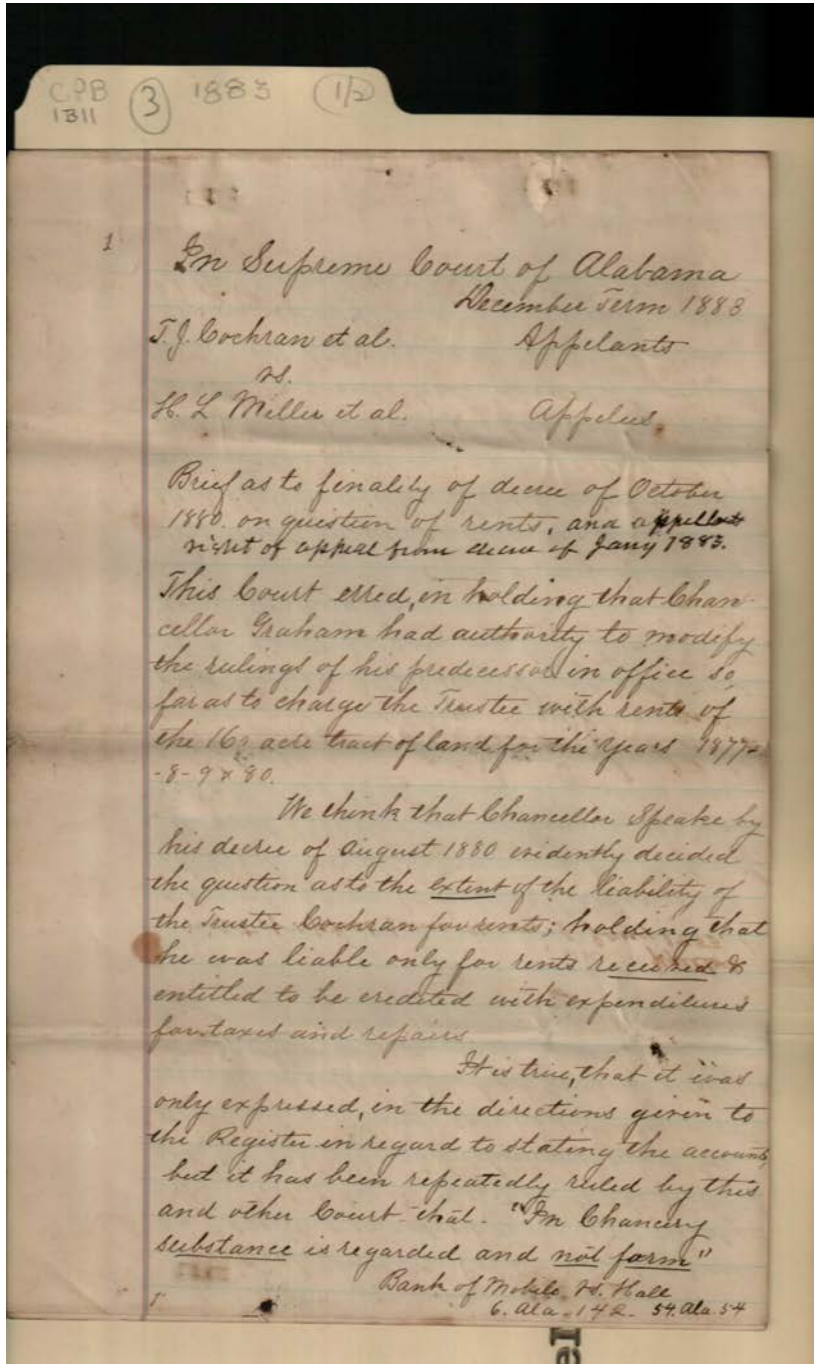 CPB 3 1883 (1/2)
1311
1
In Supreme Court of Alabama
December Term 1883
T. J. Cochran et al. Appelants
vs.
H. L Miller et al. Appelees
Brief as to finality of decree of October
1880. on question of rents, and appellants
right of appeal from decree of Jany 1883.
This Court erred, in holding that Chan-
cellor Graham had authority to modify
the rulings of his predecessor in office so
far as to charge the Trustee with rents of
the 160 acre tract of land for the years 1877-
-8-9 & 80.
We think that Chancellor Speake by
his decree of August 1880 evidently decided
the question as to the extent of the liability of
the Trustee Cochran for rents; holding that
he was liable only for rents received &
entitled to be credited with expenditures
for taxes and repairs
It is true, that it was
only expressed, in the directions given to
the Register in regard to stating the accounts,
but it has been repeatedly ruled by this
and other Court that. "In Chancery
substance is regarded and not form"
Bank of Mobile vs. Hall
6. Ala. 142. 54. Ala. 54
1